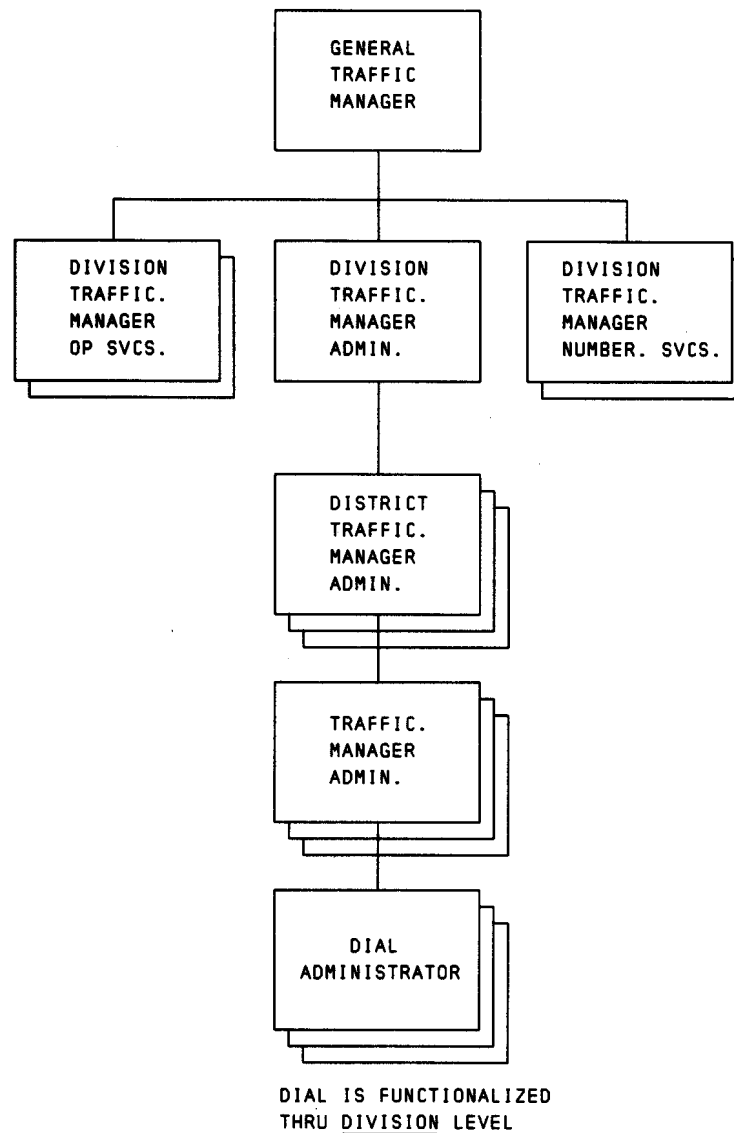 GENERAL
TRAFFIC
MANAGER
DIVISION
TRAFFIC.
MANAGER
OP SVCS.
DIVISION
TRAFFIC.
MANAGER
ADMIN.
DIVISION
TRAFFIC.
MANAGER
NUMBER. SVCS.
DISTRICT
TRAFFIC.
MANAGER
ADMIN.
TRAFFIC.
MANAGER
ADMIN.
DIAL
ADMINISTRATOR
DIAL IS FUNCTIONALIZED
THRU DIVISION LEVEL